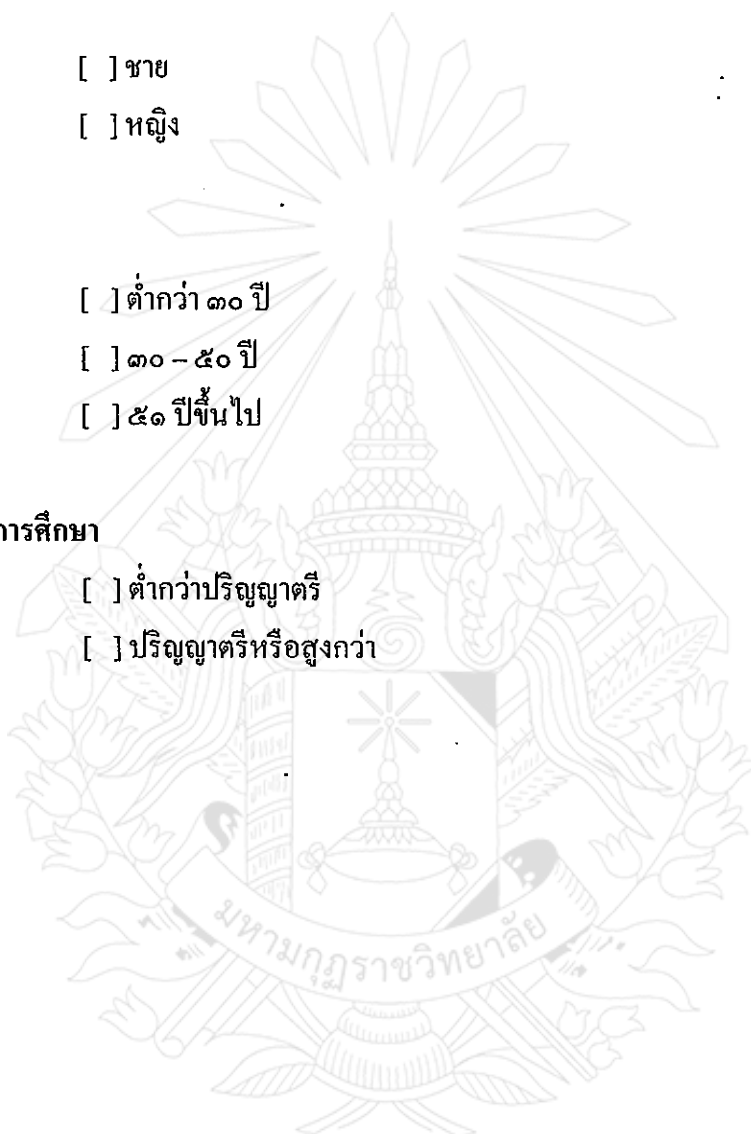 [ ] ชาย
[ ] หญิง
[ ] ต่ำกว่า ๓๐ ปี
[ ] ๓๐ – ๕๐ ปี
[ ] ๕๑ ปีขึ้นไป
การศึกษา
[ ] ต่ำกว่าปริญญาตรี
[ ] ปริญญาตรีหรือสูงกว่า
มหามกุฏราชวิทยาลัย